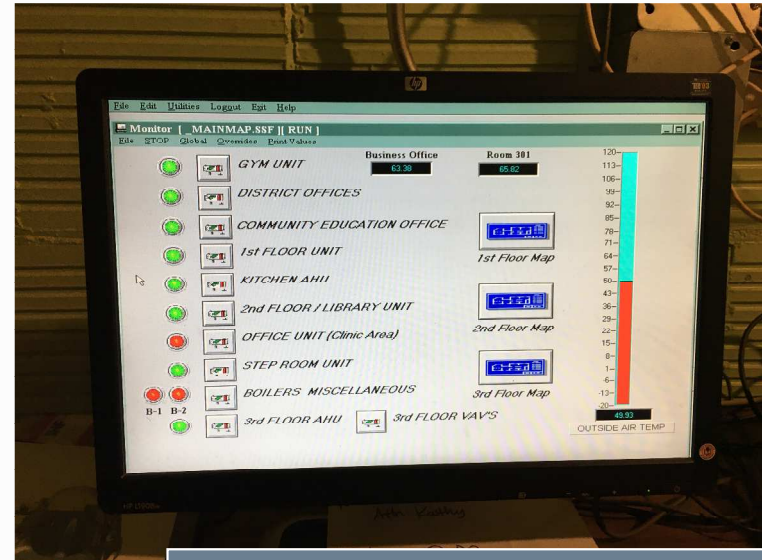 hp
File Edit Utilities Logout Exit Help
Monitor [_MAINMAP.SSF ][ RUN ]
File STOP Global Overrides Print Values
Business Office
63.38
Room 301
65.82
GYM UNIT
DISTRICT OFFICES
COMMUNITY EDUCATION OFFICE
1st FLOOR UNIT
KITCHEN AHU
2nd FLOOR / LIBRARY UNIT
OFFICE UNIT (Clinic Area)
STEP ROOM UNIT
BOILERS MISCELLANEOUS
B-1 B-2
3rd FLOOR AHU
3rd FLOOR VAV'S
1st Floor Map
2nd Floor Map
3rd Floor Map
120
113
106
99
92
85
78
71
64
57
50
43
36
29
22
15
8
1
-6
-13
-20
49.93
OUTSIDE AIR TEMP